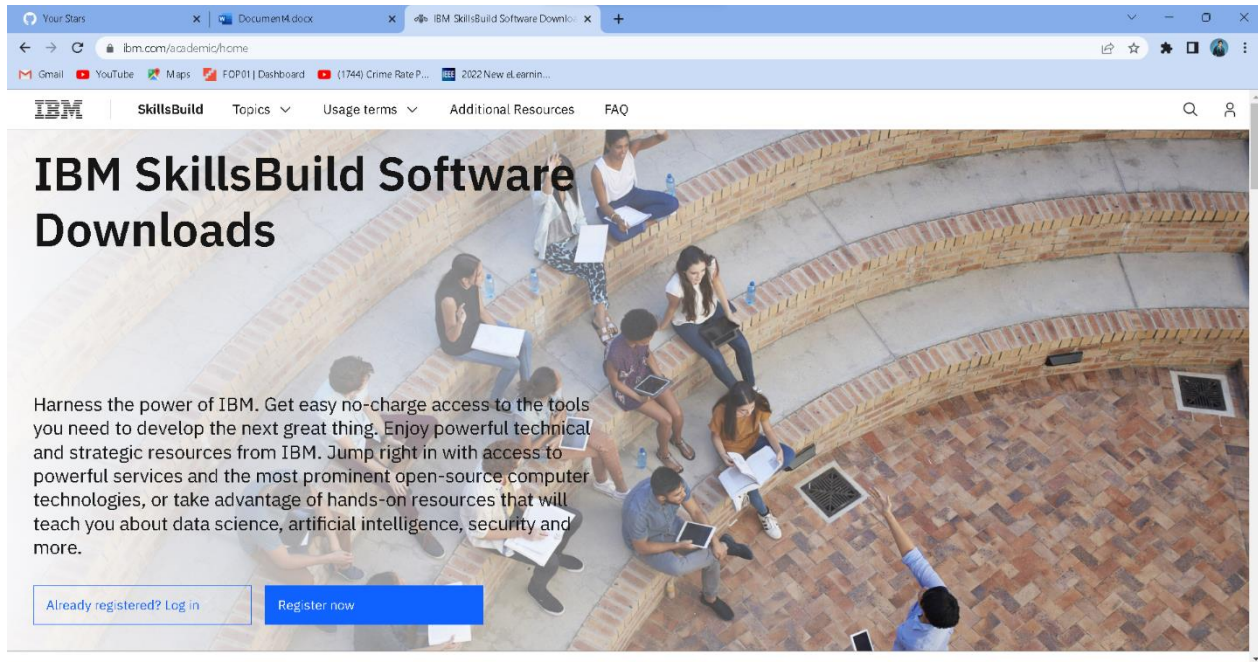 Your Stars
Document4.docx
IBM SkillsBuild Software Downlo
ibm.com/academic/home
Gmail
YouTube
Maps
FOP01 | Dashboard
(1744) Crime Rate P...
2022 New eLearnin...
IBM
SkillsBuild
Topics
Usage terms
Additional Resources
FAQ
IBM SkillsBuild Software
Downloads
Harness the power of IBM. Get easy no-charge access to the tools
you need to develop the next great thing. Enjoy powerful technical
and strategic resources from IBM. Jump right in with access to
powerful services and the most prominent open-source computer
technologies, or take advantage of hands-on resources that will
teach you about data science, artificial intelligence, security and
more.
Already registered? Log in
Register now